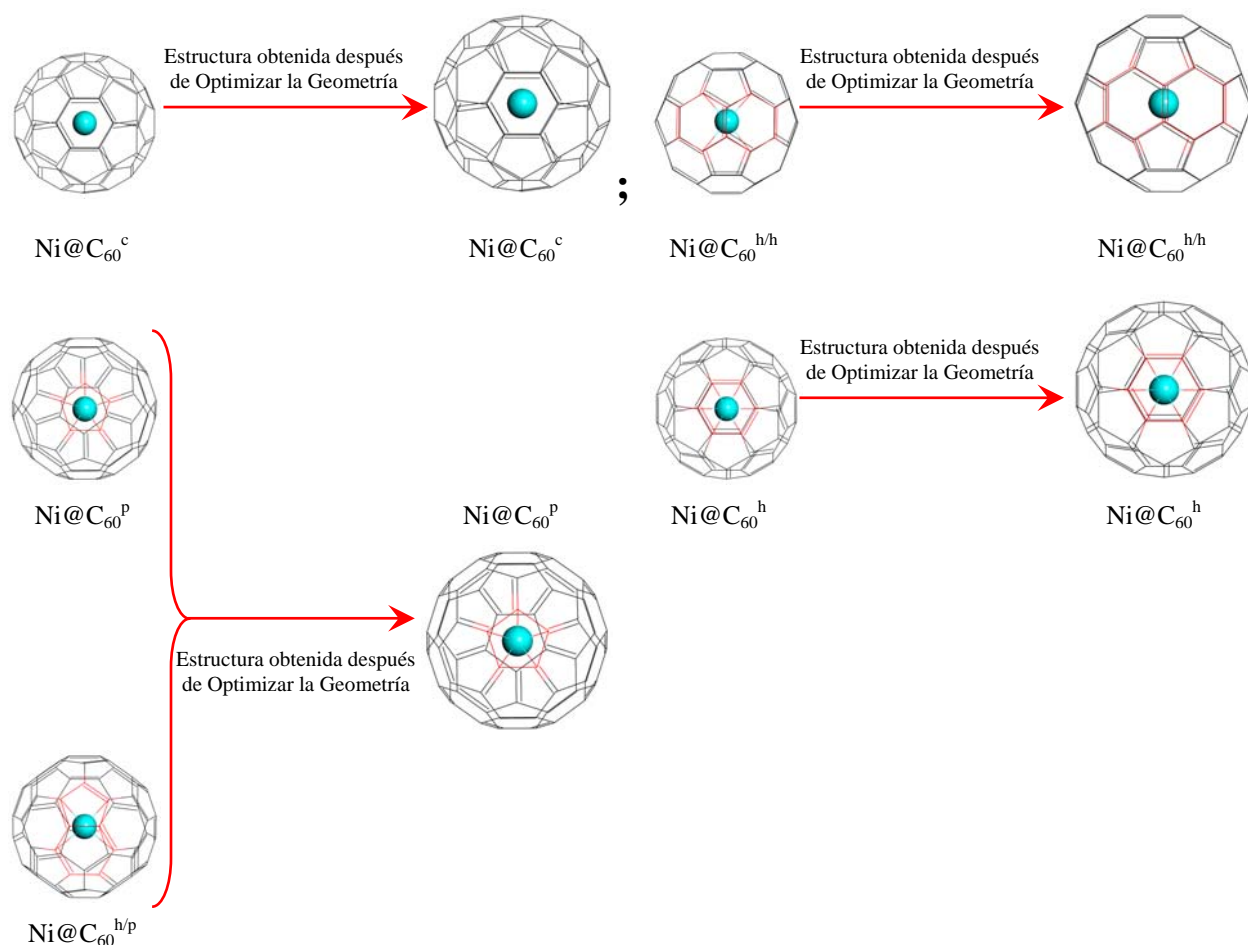 Estructura obtenida después
de Optimizar la Geometría
Estructura obtenida después
de Optimizar la Geometría
;
Ni@C₆₀ᶜ
Ni@C₆₀ᶜ
Ni@C₆₀ʰ/ʰ
Ni@C₆₀ʰ/ʰ
Estructura obtenida después
de Optimizar la Geometría
Ni@C₆₀ᵖ
Ni@C₆₀ᵖ
Ni@C₆₀ʰ
Ni@C₆₀ʰ
Estructura obtenida después
de Optimizar la Geometría
Ni@C₆₀ʰ/ᵖ